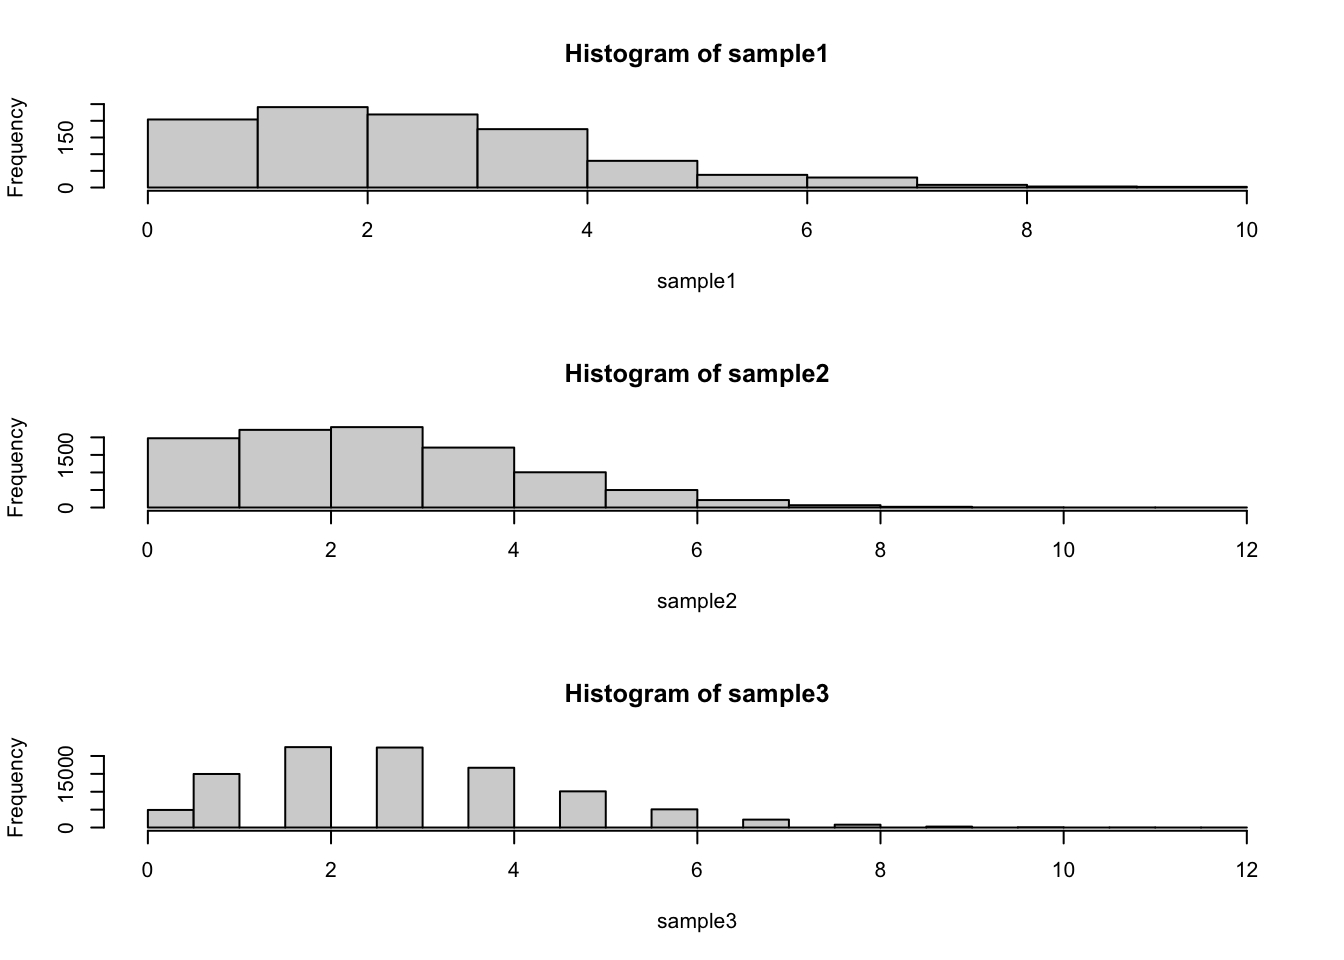 Histogram of sample1
Frequency
150
0
0 2 4 6 8 10
sample1
Histogram of sample2
Frequency
1500
0
0 2 4 6 8 10 12
sample2
Histogram of sample3
Frequency
15000
0
0 2 4 6 8 10 12
sample3